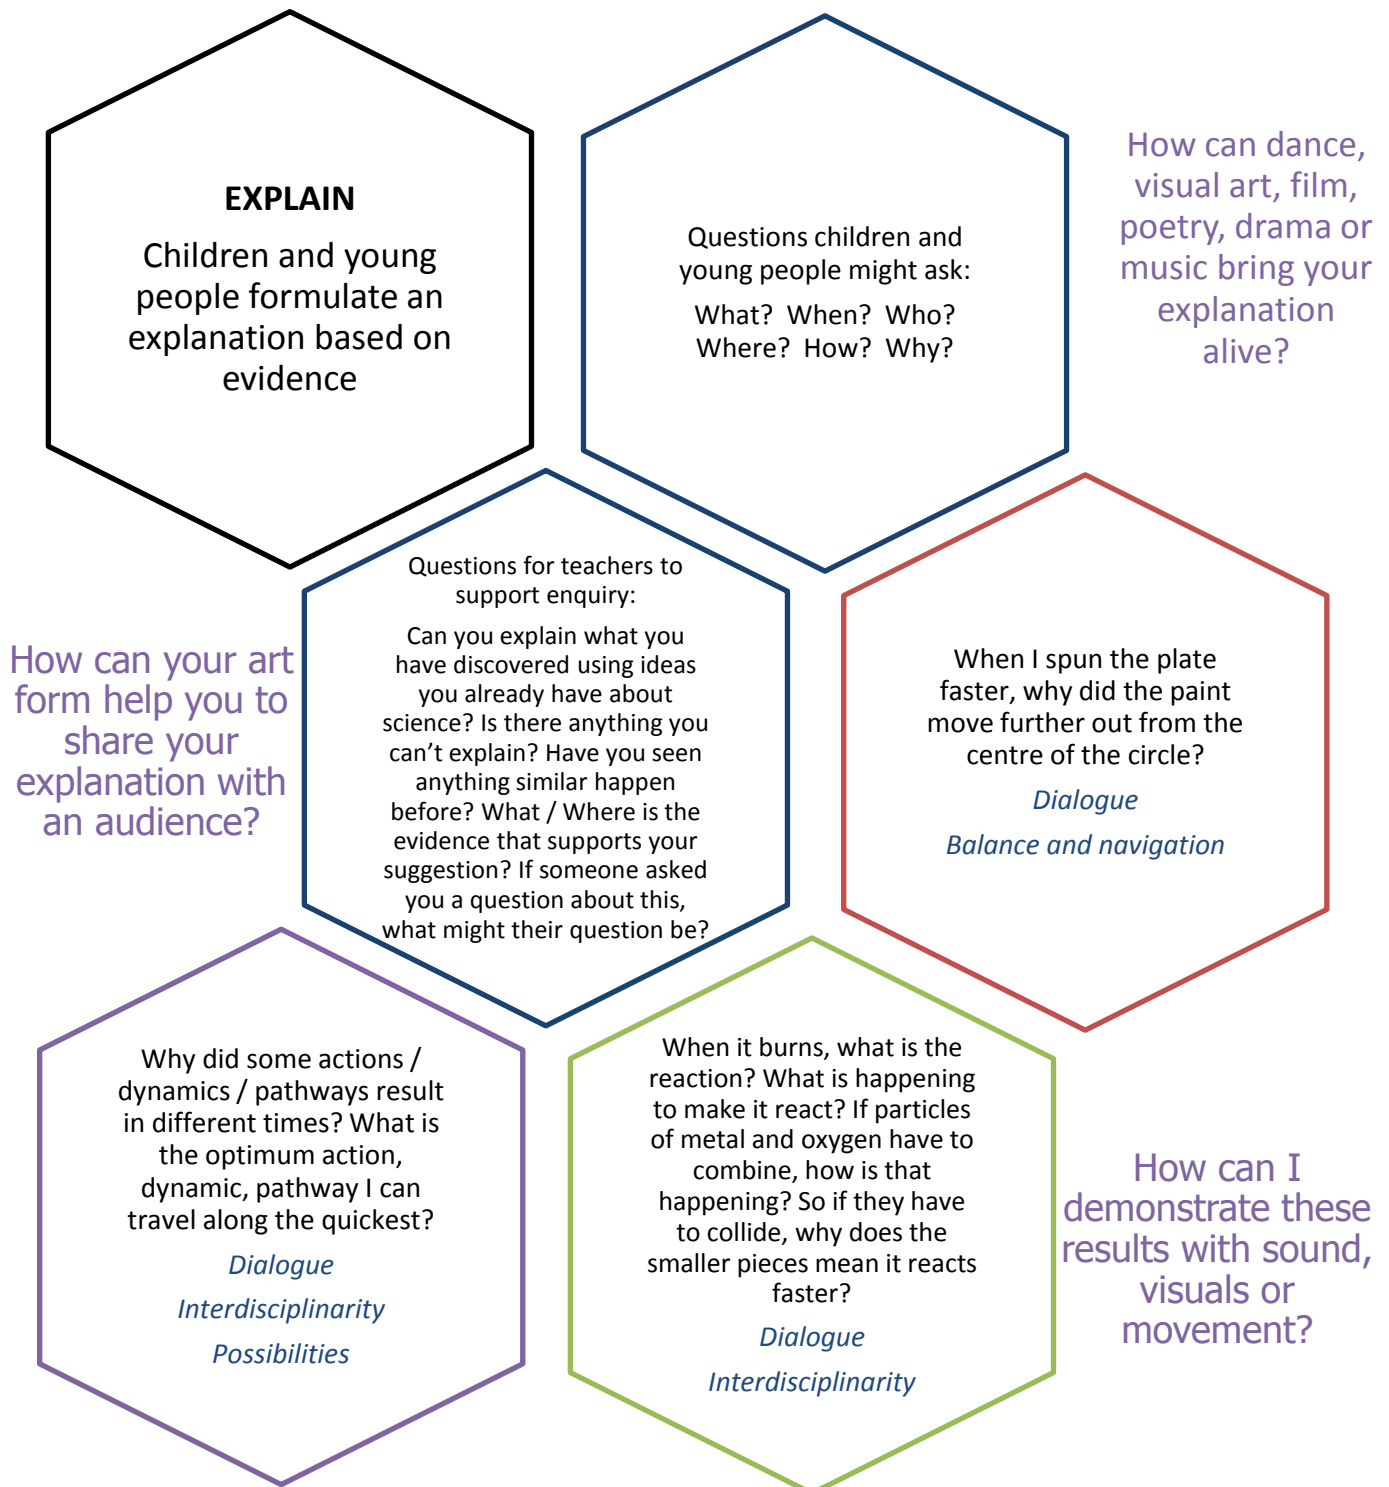 EXPLAIN
Children and young
people formulate an
explanation based on
evidence
Questions children and
young people might ask:
What?  When?  Who?
Where?  How?  Why?
How can dance,
visual art, film,
poetry, drama or
music bring your
explanation
alive?
How can your art
form help you to
share your
explanation with
an audience?
Questions for teachers to
support enquiry:
Can you explain what you
have discovered using ideas
you already have about
science? Is there anything you
can’t explain? Have you seen
anything similar happen
before? What / Where is the
evidence that supports your
suggestion? If someone asked
you a question about this,
what might their question be?
When I spun the plate
faster, why did the paint
move further out from the
centre of the circle?
Dialogue
Balance and navigation
Why did some actions /
dynamics / pathways result
in different times? What is
the optimum action,
dynamic, pathway I can
travel along the quickest?
Dialogue
Interdisciplinarity
Possibilities
When it burns, what is the
reaction? What is happening
to make it react? If particles
of metal and oxygen have to
combine, how is that
happening? So if they have
to collide, why does the
smaller pieces mean it reacts
faster?
Dialogue
Interdisciplinarity
How can I
demonstrate these
results with sound,
visuals or
movement?